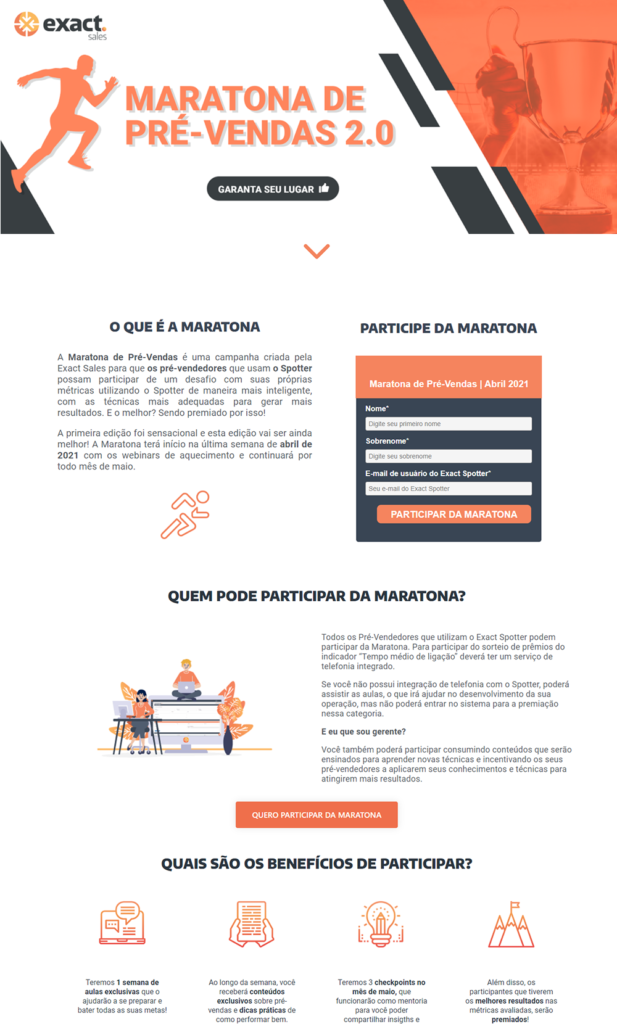 exact
sales
MARATONA DE
PRÉ-VENDAS 2.0
GARANTA SEU LUGAR
O QUE É A MARATONA
A Maratona de Pré-Vendas é uma campanha criada pela
Exact Sales para que os pré-vendedores que usam o Spotter
possam participar de um desafio com suas próprias
métricas utilizando o Spotter de maneira mais inteligente,
com as técnicas mais adequadas para gerar mais
resultados. E o melhor? Sendo premiado por isso!
A primeira edição foi sensacional e esta edição vai ser ainda
melhor! A Maratona terá início na última semana de abril de
2021 com os webinars de aquecimento e continuará por
todo mês de maio.
PARTICIPE DA MARATONA
Maratona de Pré-Vendas | Abril 2021
Nome*
Digite seu primeiro nome
Sobrenome*
Digite seu sobrenome
E-mail de usuário do Exact Spotter*
Seu e-mail do Exact Spotter
PARTICIPAR DA MARATONA
QUEM PODE PARTICIPAR DA MARATONA?
Todos os Pré-Vendedores que utilizam o Exact Spotter podem
participar da Maratona. Para participar do sorteio de prêmios do
indicador "Tempo médio de ligação" deverá ter um serviço de
telefonia integrado.
Se você não possui integração de telefonia com o Spotter, poderá
assistir as aulas, o que irá ajudar no desenvolvimento da sua
operação, mas não poderá entrar no sistema para a premiação
nessa categoria.
E eu que sou gerente?
Você também poderá participar consumindo conteúdos que serão
ensinados para aprender novas técnicas e incentivando os seus
pré-vendedores a aplicarem seus conhecimentos e técnicas para
atingirem mais resultados.
QUERO PARTICIPAR DA MARATONA
QUAIS SÃO OS BENEFÍCIOS DE PARTICIPAR?
Teremos 1 semana de
aulas exclusivas que o
ajudarão a se preparar e
bater todas as suas metas!
Ao longo da semana, você
receberá conteúdos
exclusivos sobre pré-
vendas e dicas práticas de
como performar bem.
Teremos 3 checkpoints no
mês de maio, que
funcionarão como mentoria
para você poder
compartilhar insigths e
Além disso, os
participantes que tiverem
os melhores resultados nas
métricas avaliadas, serão
premiados!